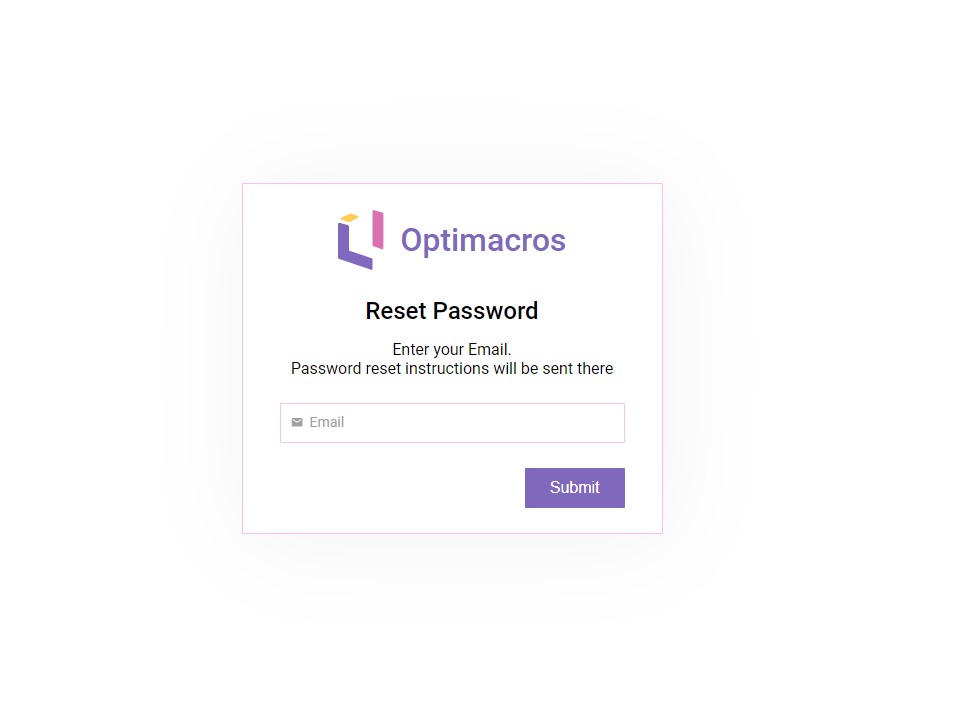 Optimacros
Reset Password
Enter your Email.
Password reset instructions will be sent there
Email
Submit